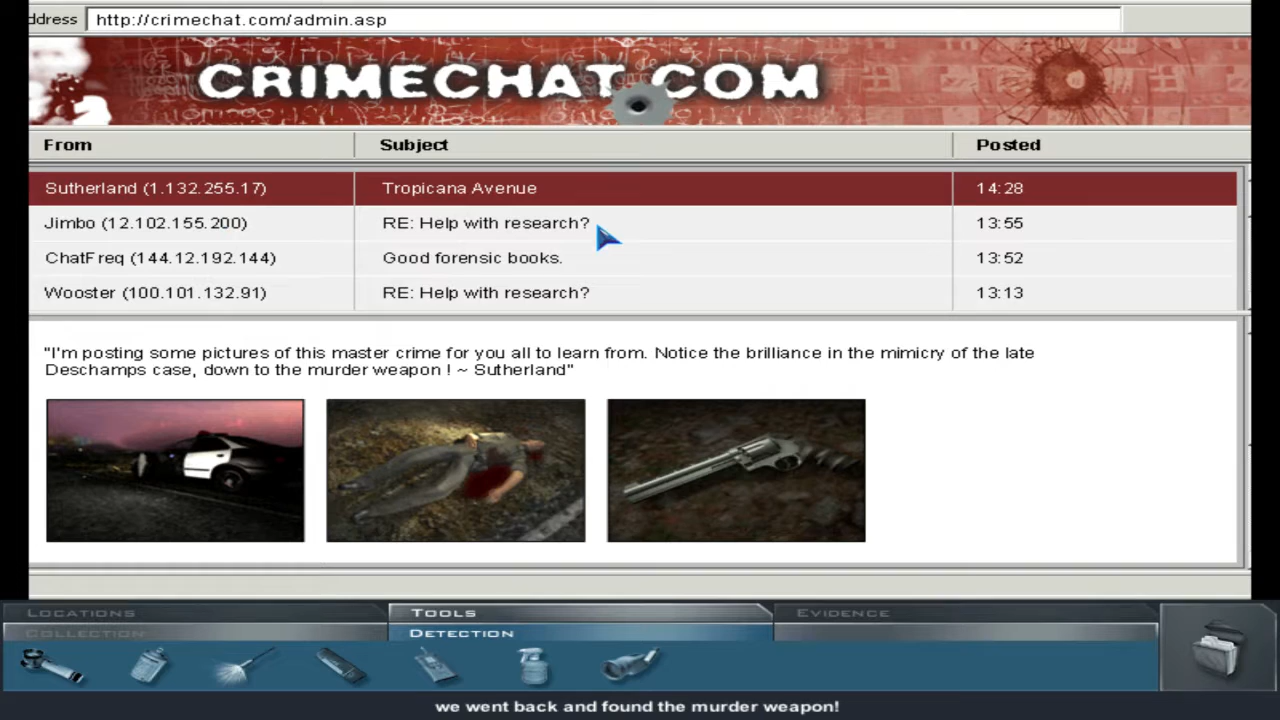 ddress http://crimechat.com/admin.asp
CRIMECHAT.COM
From Subject Posted
Sutherland (1.132.255.17) Tropicana Avenue 14:28
Jimbo (12.102.155.200) RE: Help with research? 13:55
ChatFreq (144.12.192.144) Good forensic books. 13:52
Wooster (100.101.132.91) RE: Help with research? 13:13
"I'm posting some pictures of this master crime for you all to learn from. Notice the brilliance in the mimicry of the late
Deschamps case, down to the murder weapon ! ~ Sutherland"
LOCATIONS TOOLS EVIDENCE
COLLECTION DETECTION
we went back and found the murder weapon!